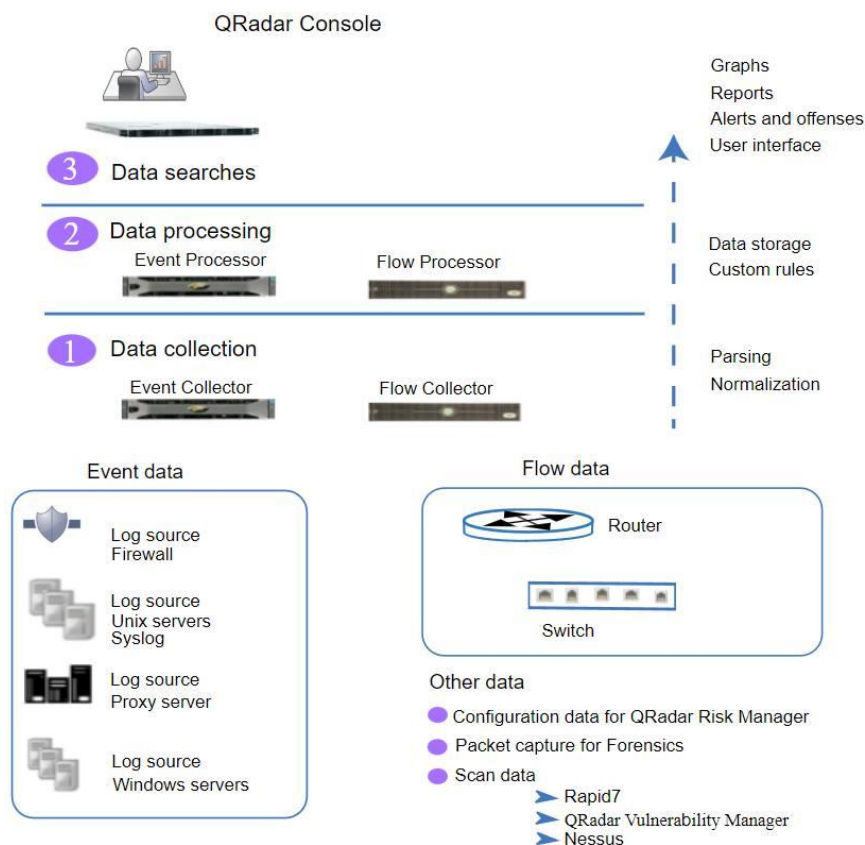 QRadar Console
Graphs
Reports
Alerts and offenses
User interface
3 Data searches
2 Data processing
Event Processor
Flow Processor
Data storage
Custom rules
1 Data collection
Event Collector
Flow Collector
Parsing
Normalization
Event data
Log source
Firewall
Log source
Unix servers
Syslog
Log source
Proxy server
Log source
Windows servers
Flow data
Router
Switch
Other data
Configuration data for QRadar Risk Manager
Packet capture for Forensics
Scan data
Rapid7
QRadar Vulnerability Manager
Nessus